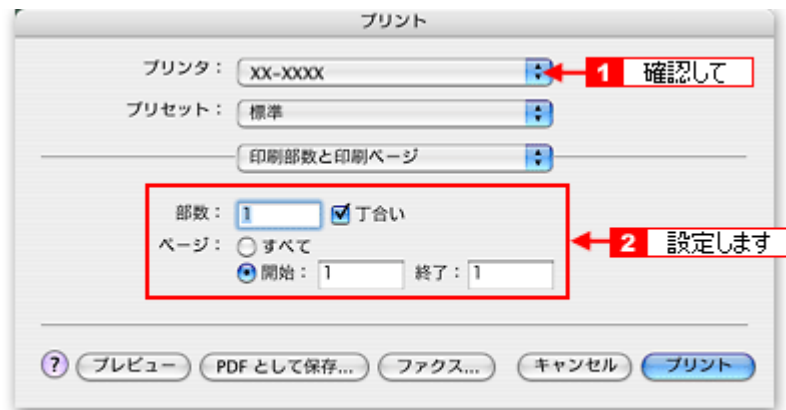 プリント
プリンタ： XX-XXXX 1 確認して
プリセット： 標準
印刷部数と印刷ページ
部数： 1 丁合い
ページ： すべて
2 設定します
開始： 1 終了： 1
? プレビュー PDF として保存... ファクス... キャンセル プリント